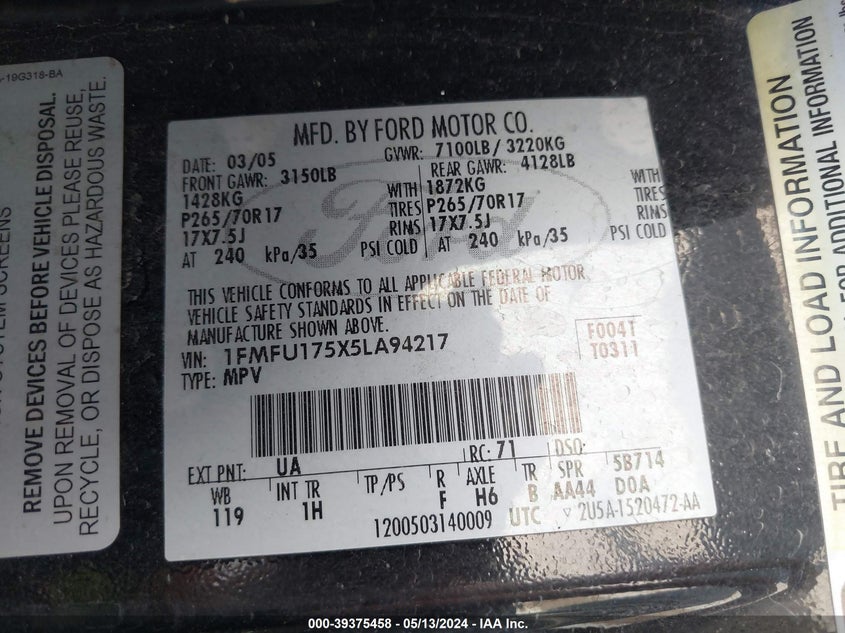 -19G318-BA
REMOVE DEVICES BEFORE VEHICLE DISPOSAL.
UPON REMOVAL OF DEVICES PLEASE REUSE,
RECYCLE, OR DISPOSE AS HAZARDOUS WASTE.
MFD. BY FORD MOTOR CO.
DATE: 03/05 GVWR: 7100LB/ 3220KG
FRONT GAWR: 3150LB REAR GAWR: 4128LB
1428KG WITH 1872KG WITH
P265/70R17 TIRES P265/70R17 TIRES
17X7.5J RIMS 17X7.5J RIMS
AT 240 kPa/35 PSI COLD AT 240 kPa/35 PSI COLD
Ford
THIS VEHICLE CONFORMS TO ALL APPLICABLE FEDERAL MOTOR
VEHICLE SAFETY STANDARDS IN EFFECT ON THE DATE OF
MANUFACTURE SHOWN ABOVE.
VIN: 1FMFU175X5LA94217
TYPE: MPV
F0041
T0311
EXT PNT: UA RC: 71 DSO:
WB INT TR TP/PS R AXLE TR SPR 5B714
119 1H F H6 B AA44 D0A
1200503140009 UTC ▽ 2U5A-1520472-AA
TIRE AND LOAD INFORMATION
FOR ADDITIONAL INFORMATION
000-39375458 - 05/13/2024 - IAA Inc.